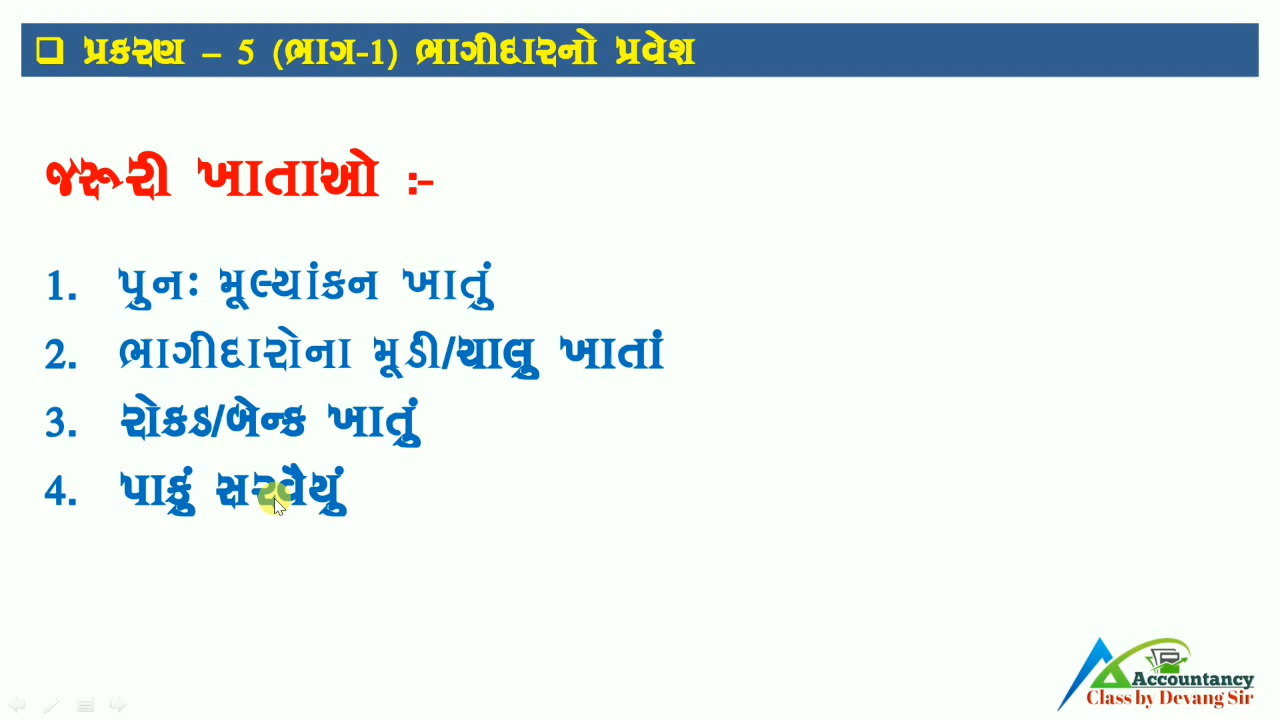 ❑ પ્રકરણ – 5 (ભાગ-1) ભાગીદારનો પ્રવેશ
જરૂરી ખાતાઓ :-
1. પુનઃ મૂલ્યાંકન ખાતું
2. ભાગીદારોના મૂડી/ચાલુ ખાતાં
3. રોકડ/બેન્ક ખાતું
4. પાકું સરવૈયું
Accountancy
Class by Devang Sir